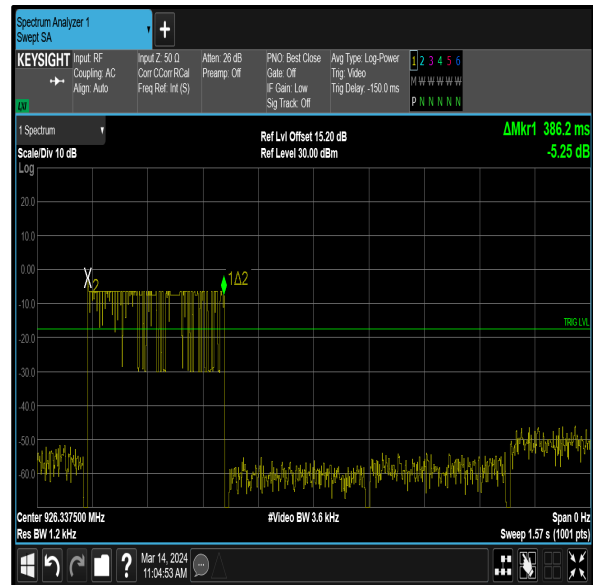 Spectrum Analyzer 1
Swept SA
KEYSIGHT
LXI
Input: RF
Coupling: AC
Align: Auto
Input Z: 50 Ω
Corr CCorr RCal
Freq Ref: Int (S)
Atten: 26 dB
Preamp: Off
PNO: Best Close
Gate: Off
IF Gain: Low
Sig Track: Off
Avg Type: Log-Power
Trig: Video
Trig Delay: -150.0 ms
1 2 3 4 5 6
M W W W W W
P N N N N N
1 Spectrum
Scale/Div 10 dB
Ref Lvl Offset 15.20 dB
Ref Level 30.00 dBm
ΔMkr1 386.2 ms
-5.25 dB
Log
20.0
10.0
0.00
X2
1Δ2
-10.0
TRIG LVL
-20.0
-30.0
-40.0
-50.0
-60.0
Center 926.337500 MHz
#Video BW 3.6 kHz
Span 0 Hz
Res BW 1.2 kHz
Sweep 1.57 s (1001 pts)
?
Mar 14, 2024
11:04:53 AM